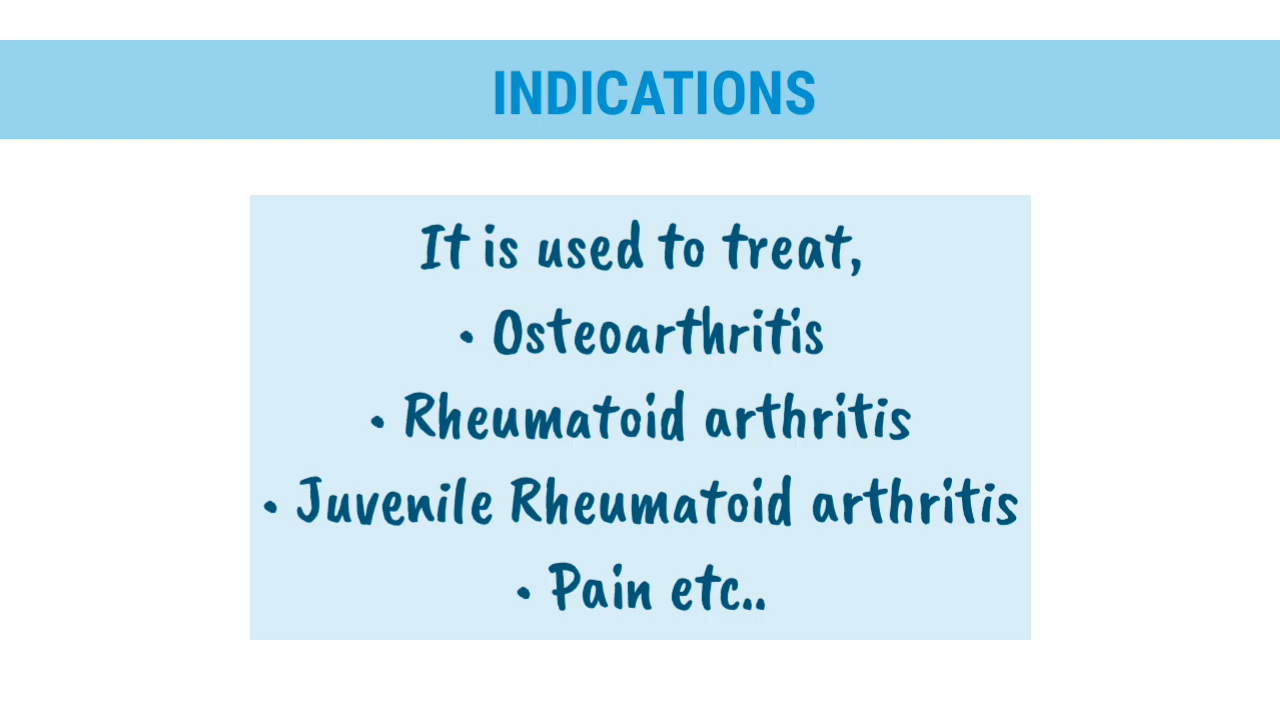 INDICATIONS
It is used to treat,
• Osteoarthritis
• Rheumatoid arthritis
• Juvenile Rheumatoid arthritis
• Pain etc..